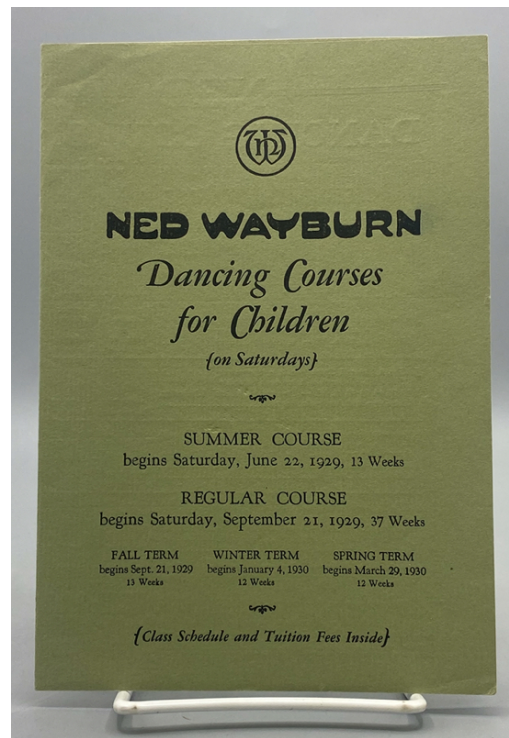 NW
NED WAYBURN
Dancing Courses
for Children
{on Saturdays}
SUMMER COURSE
begins Saturday, June 22, 1929, 13 Weeks
REGULAR COURSE
begins Saturday, September 21, 1929, 37 Weeks
FALL TERM
begins Sept. 21, 1929
13 Weeks
WINTER TERM
begins January 4, 1930
12 Weeks
SPRING TERM
begins March 29, 1930
12 Weeks
{Class Schedule and Tuition Fees Inside}